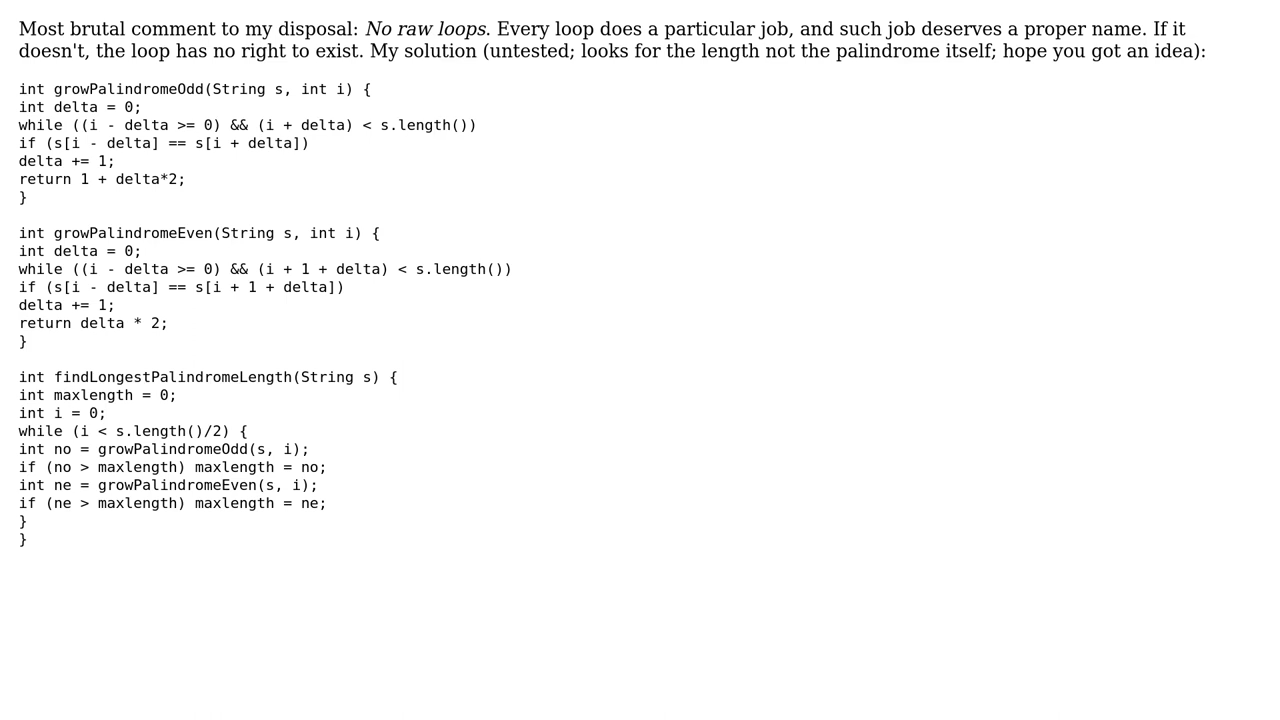 Most brutal comment to my disposal: No raw loops. Every loop does a particular job, and such job deserves a proper name. If it
doesn't, the loop has no right to exist. My solution (untested; looks for the length not the palindrome itself; hope you got an idea):
int growPalindromeOdd(String s, int i) {
int delta = 0;
while ((i - delta >= 0) && (i + delta) < s.length())
if (s[i - delta] == s[i + delta])
delta += 1;
return 1 + delta*2;
}
int growPalindromeEven(String s, int i) {
int delta = 0;
while ((i - delta >= 0) && (i + 1 + delta) < s.length())
if (s[i - delta] == s[i + 1 + delta])
delta += 1;
return delta * 2;
}
int findLongestPalindromeLength(String s) {
int maxlength = 0;
int i = 0;
while (i < s.length()/2) {
int no = growPalindromeOdd(s, i);
if (no > maxlength) maxlength = no;
int ne = growPalindromeEven(s, i);
if (ne > maxlength) maxlength = ne;
}
}